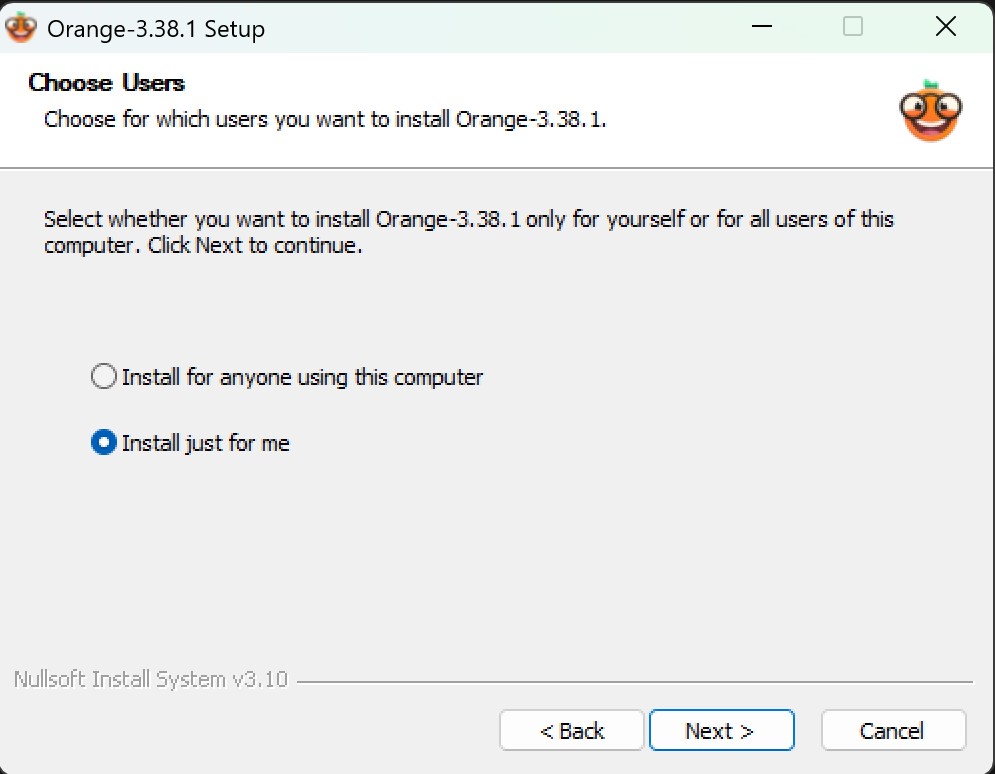 Orange-3.38.1 Setup
Choose Users
Choose for which users you want to install Orange-3.38.1.
Select whether you want to install Orange-3.38.1 only for yourself or for all users of this
computer. Click Next to continue.
Install for anyone using this computer
Install just for me
Nullsoft Install System v3.10
< Back
Next >
Cancel